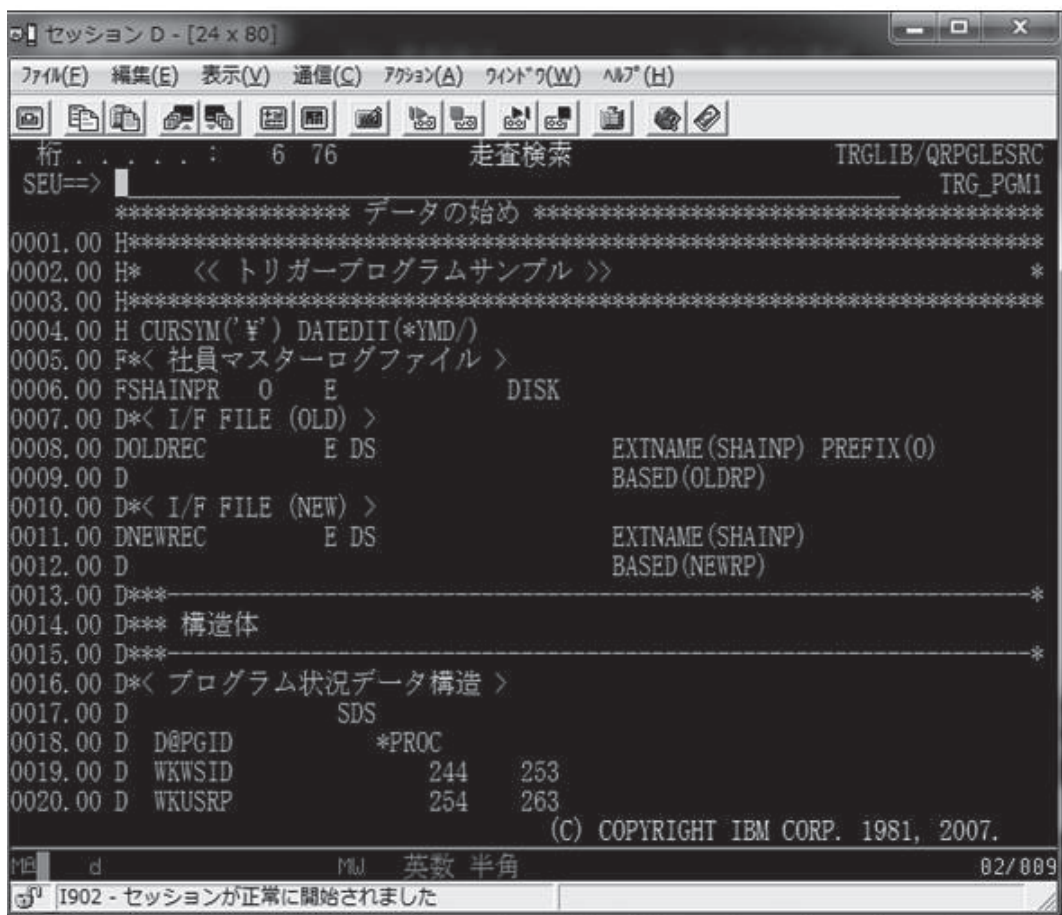 セッション D - [24 x 80]
ファイル(F) 編集(E) 表示(V) 通信(C) アクション(A) ウィンドウ(W) ヘルプ(H)
桁 . . . . . : 6 76 走査検索 TRGLIB/QRPGLESRC
SEU==> TRG_PGM1
****************** データの始め ***************************************
0001.00 H**********************************************************************
0002.00 H* << トリガープログラムサンプル >> *
0003.00 H**********************************************************************
0004.00 H CURSYM('¥') DATEDIT(*YMD/)
0005.00 F*< 社員マスターログファイル >
0006.00 FSHAINPR O E DISK
0007.00 D*< I/F FILE (OLD) >
0008.00 DOLDREC E DS EXTNAME(SHAINP) PREFIX(O)
0009.00 D BASED(OLDRP)
0010.00 D*< I/F FILE (NEW) >
0011.00 DNEWREC E DS EXTNAME(SHAINP)
0012.00 D BASED(NEWRP)
0013.00 D***------------------------------------------------------------------*
0014.00 D*** 構造体
0015.00 D***------------------------------------------------------------------*
0016.00 D*< プログラム状況データ構造 >
0017.00 D SDS
0018.00 D D@PGID *PROC
0019.00 D WKWSID 244 253
0020.00 D WKUSRP 254 263
(C) COPYRIGHT IBM CORP. 1981, 2007.
MA d MW 英数 半角 02/009
I902 - セッションが正常に開始されました